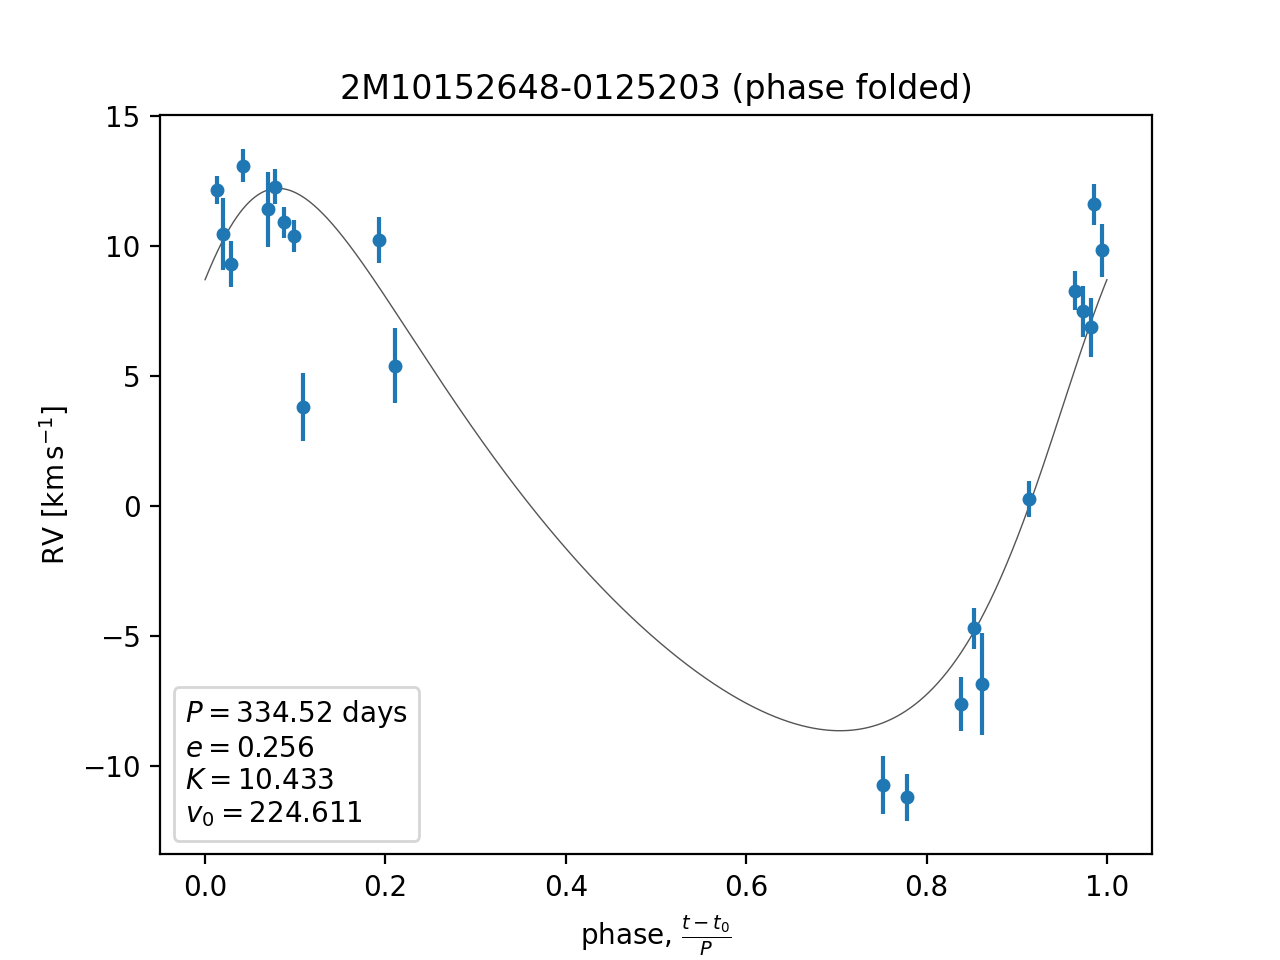 2M10152648-0125203 (phase folded)
15
10
5
0
−5
−10
RV [km s⁻¹]
P = 334.52 days
e = 0.256
K = 10.433
v₀ = 224.611
0.0 0.2 0.4 0.6 0.8 1.0
phase, (t − t₀)/P